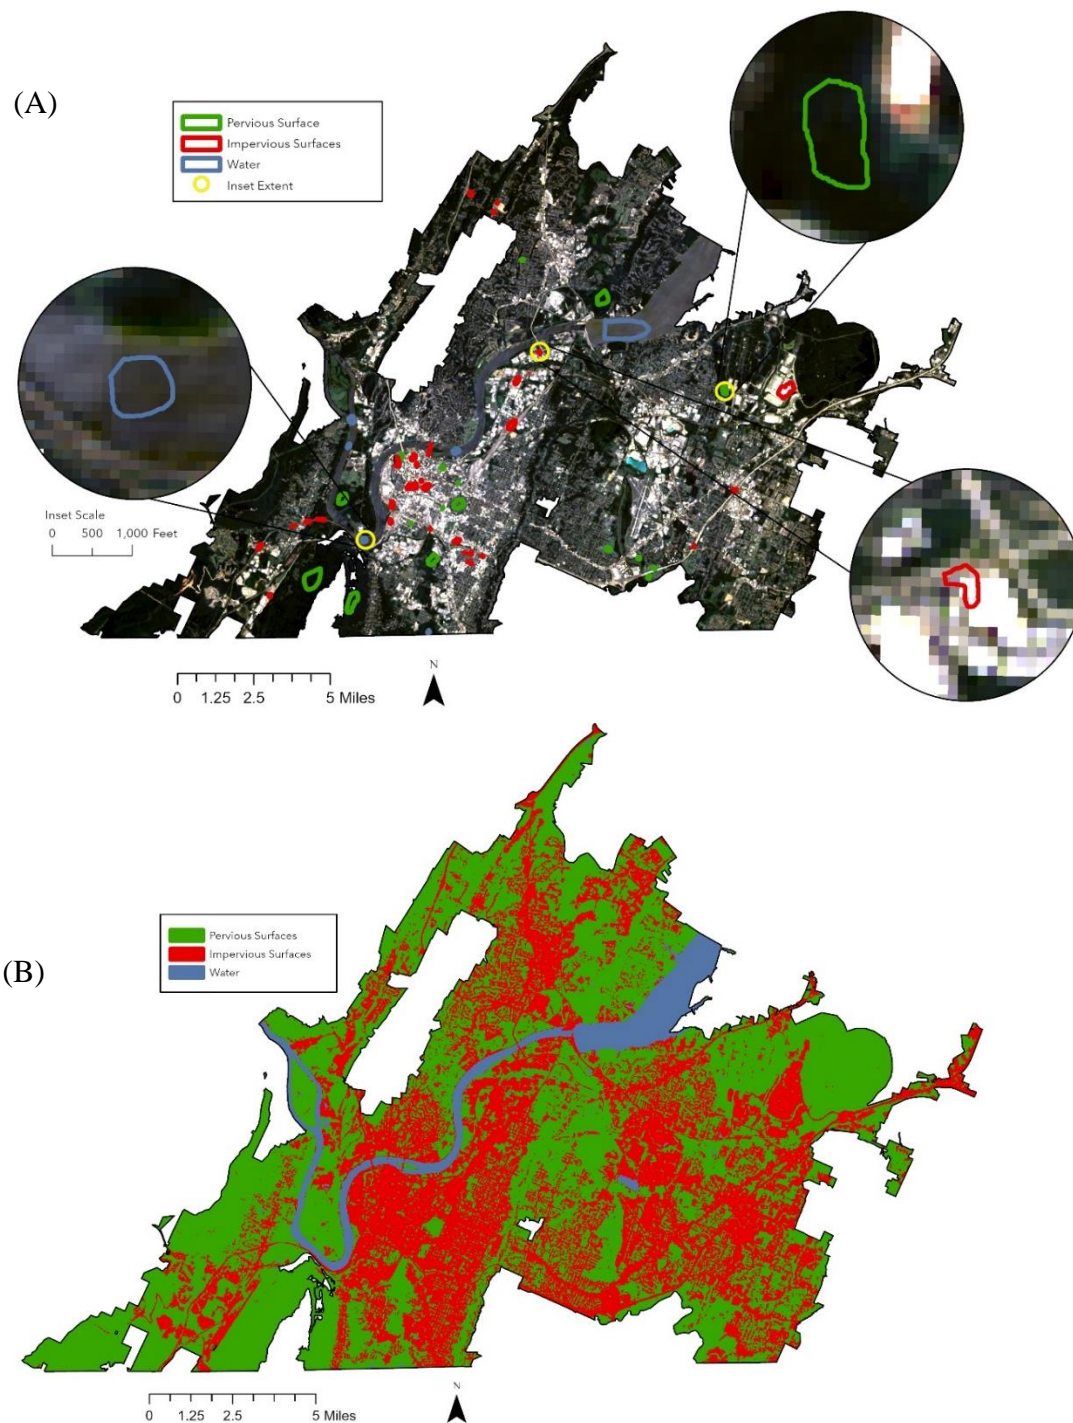 (A)
Pervious Surface
Impervious Surfaces
Water
Inset Extent
Inset Scale
0 500 1,000 Feet
N
0 1.25 2.5 5 Miles
(B)
Pervious Surfaces
Impervious Surfaces
Water
N
0 1.25 2.5 5 Miles